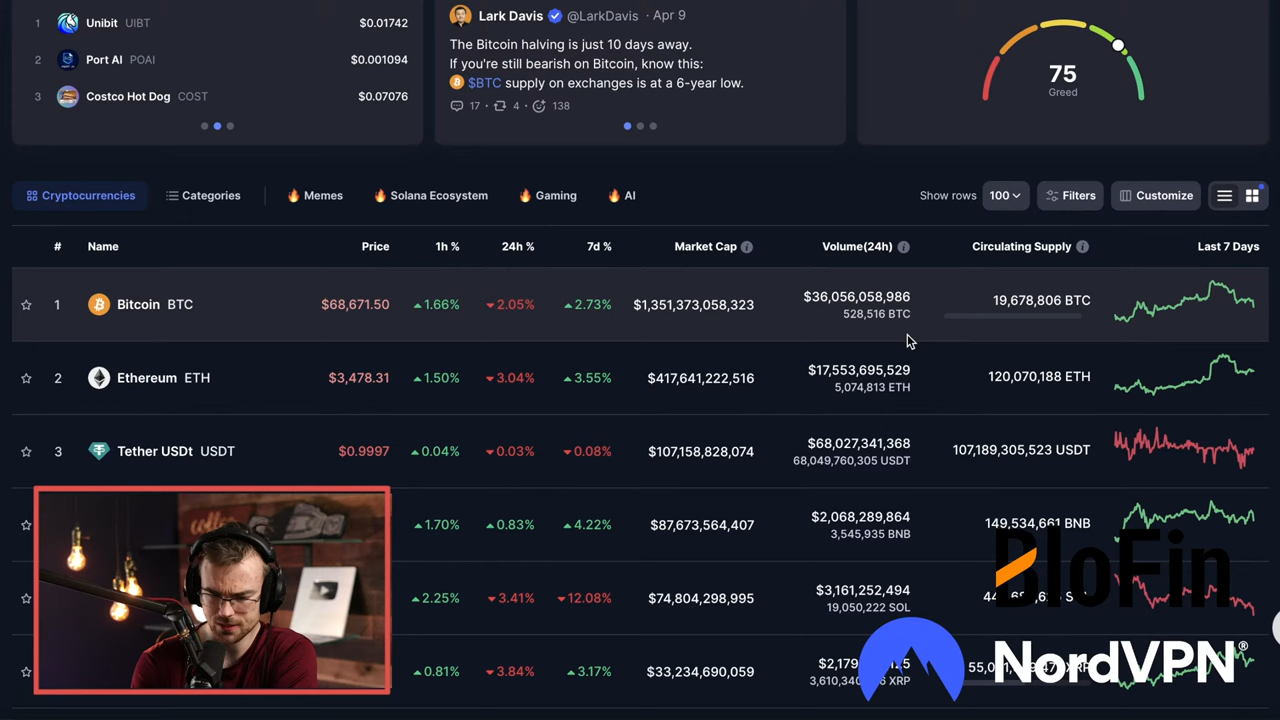 1 Unibit UIBT $0.01742
2 Port AI POAI $0.001094
3 Costco Hot Dog COST $0.07076
Lark Davis @LarkDavis · Apr 9
The Bitcoin halving is just 10 days away.
If you're still bearish on Bitcoin, know this:
$BTC supply on exchanges is at a 6-year low.
17 · 4 · 138
75
Greed
Cryptocurrencies Categories Memes Solana Ecosystem Gaming AI Show rows 100 Filters Customize
# Name Price 1h % 24h % 7d % Market Cap Volume(24h) Circulating Supply Last 7 Days
1 Bitcoin BTC $68,671.50 1.66% 2.05% 2.73% $1,351,373,058,323 $36,056,058,986 19,678,806 BTC
528,516 BTC
2 Ethereum ETH $3,478.31 1.50% 3.04% 3.55% $417,641,222,516 $17,553,695,529 120,070,188 ETH
5,074,813 ETH
3 Tether USDt USDT $0.9997 0.04% 0.03% 0.08% $107,158,828,074 $68,027,341,368 107,189,305,523 USDT
68,049,760,305 USDT
1.70% 0.83% 4.22% $87,673,564,407 $2,068,289,864 149,534,661 BNB
3,545,935 BNB
BloFin
2.25% 3.41% 12.08% $74,804,298,995 $3,161,252,494
19,050,222 SOL
0.81% 3.84% 3.17% $33,234,690,059
XRP
NordVPN®